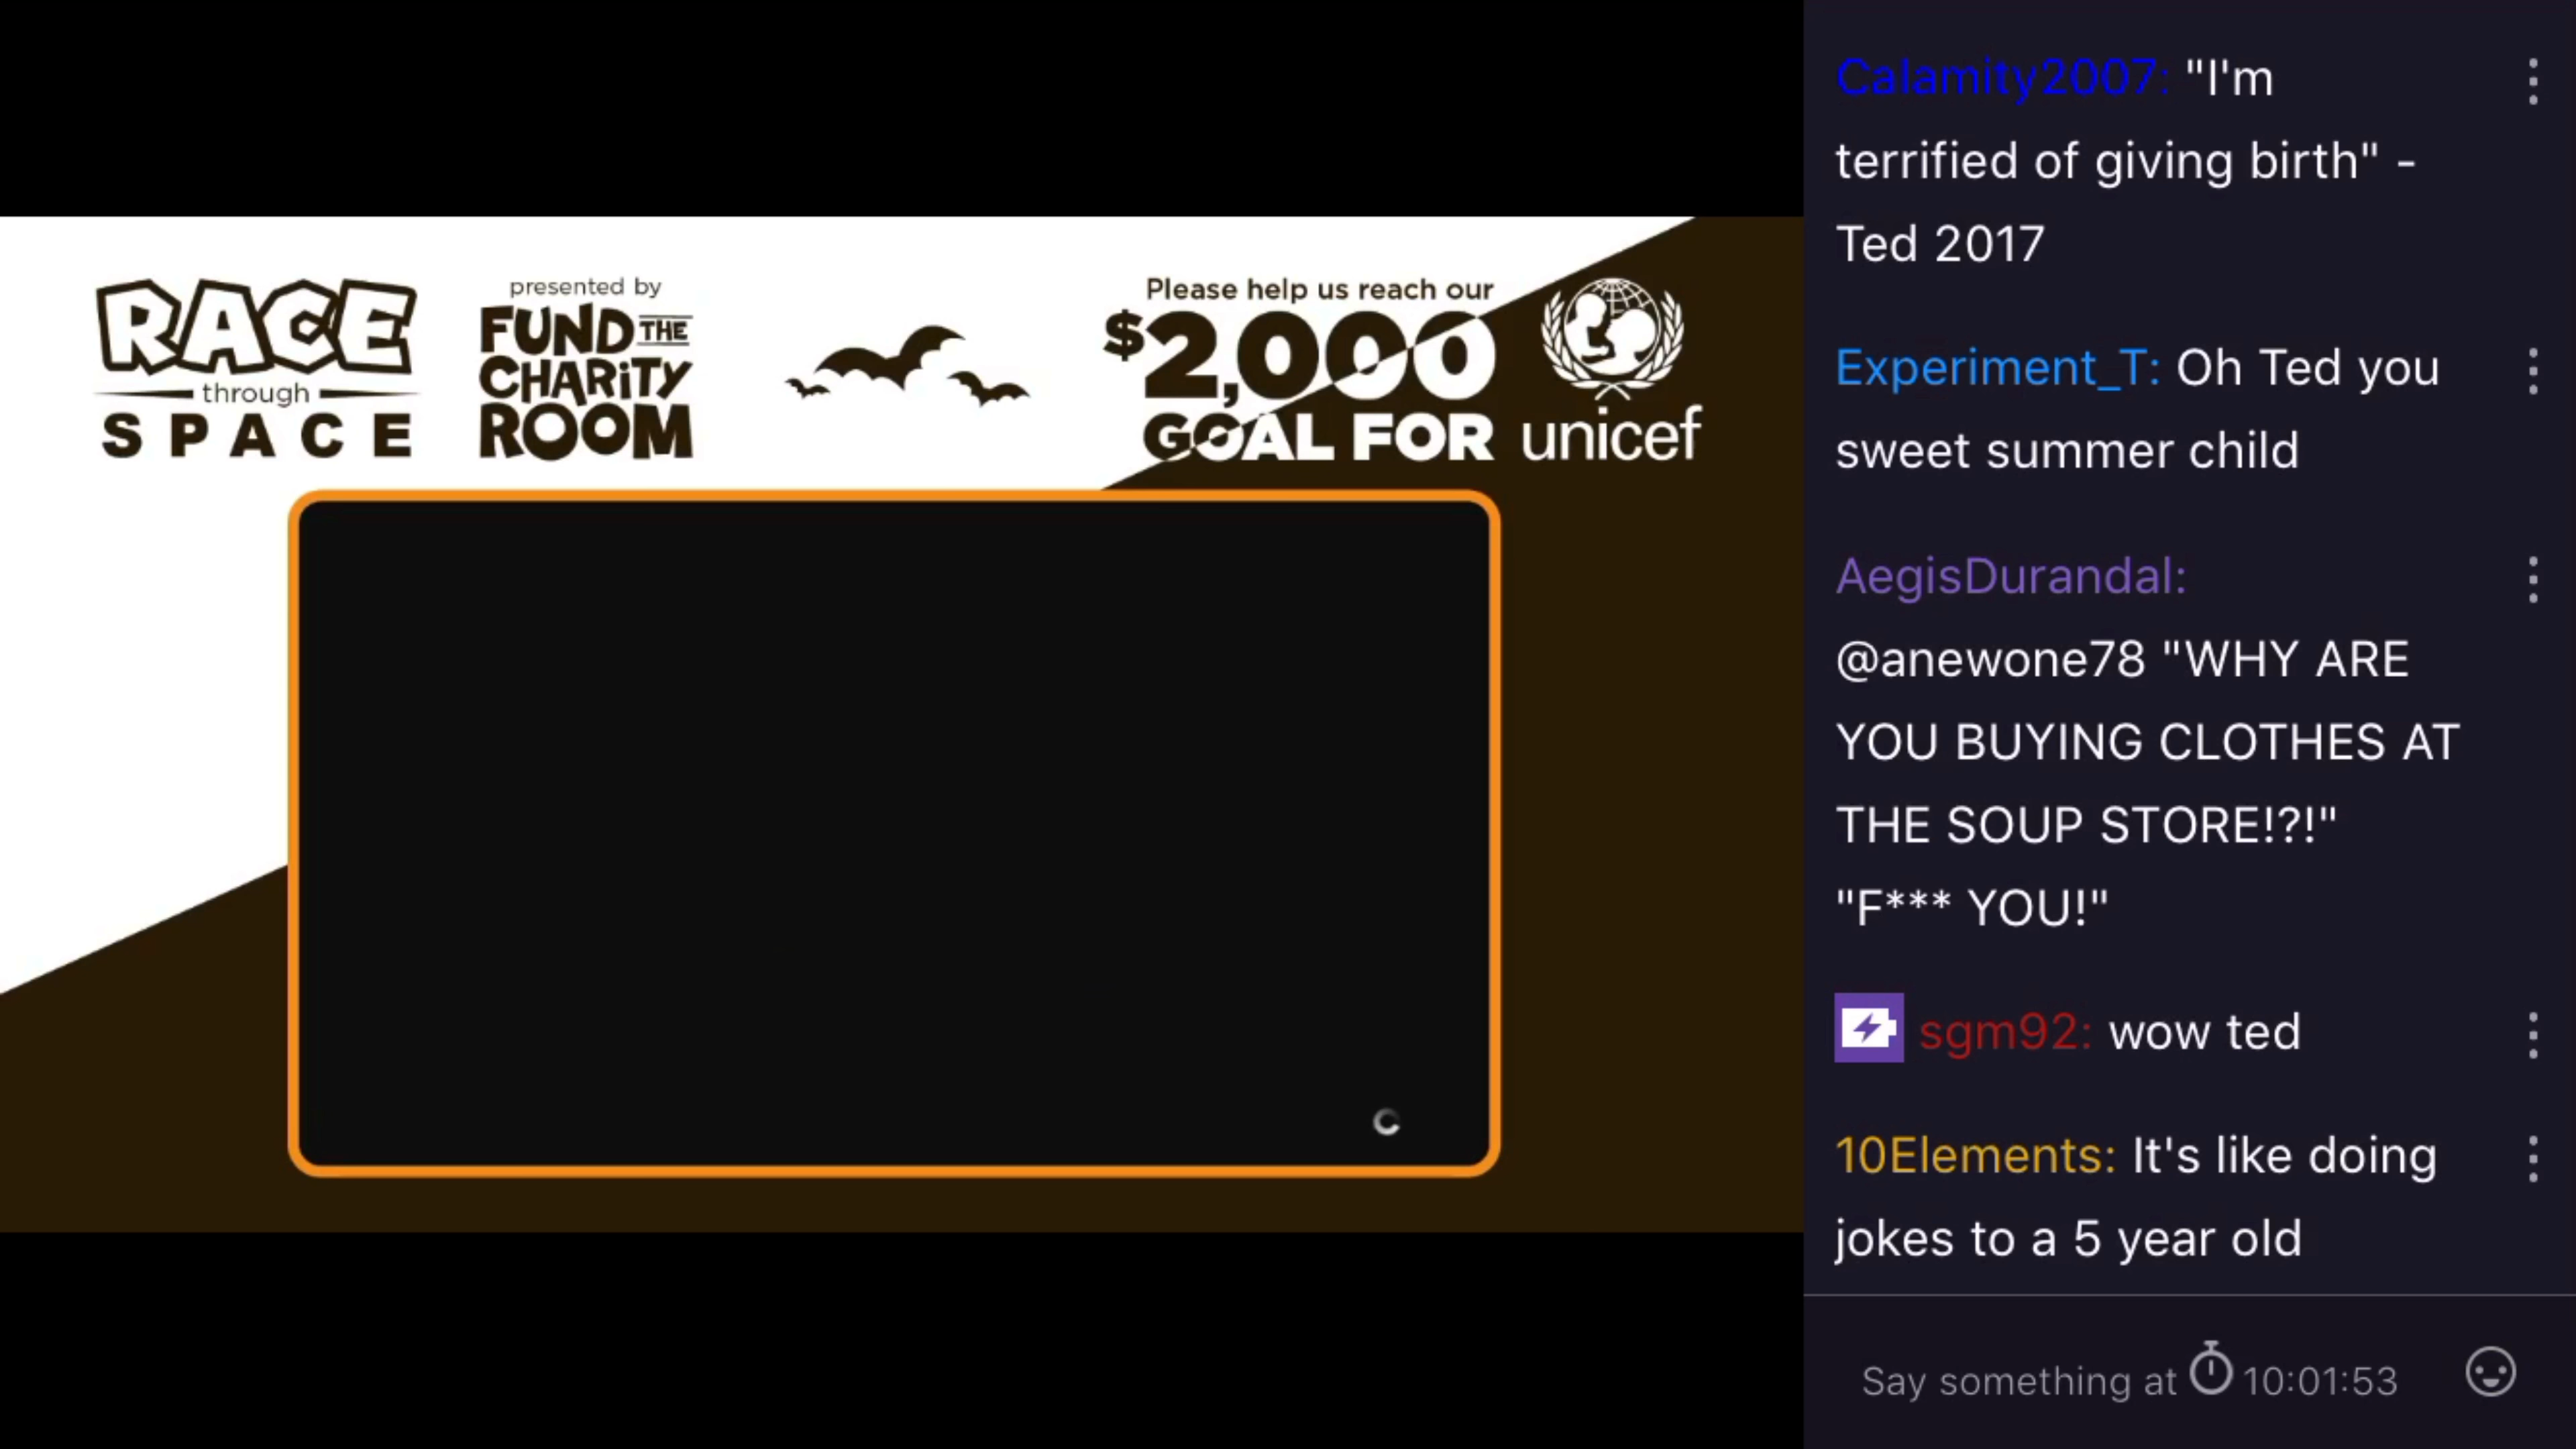 RACE
through
SPACE
presented by
FUND THE
CHARiTY
ROOM
Please help us reach our
$2,000
GOAL FOR
unicef
Calamity2007: "I'm
terrified of giving birth" -
Ted 2017
Experiment_T: Oh Ted you
sweet summer child
AegisDurandal:
@anewone78 "WHY ARE
YOU BUYING CLOTHES AT
THE SOUP STORE!?!"
"F*** YOU!"
sgm92: wow ted
10Elements: It's like doing
jokes to a 5 year old
Say something at 10:01:53